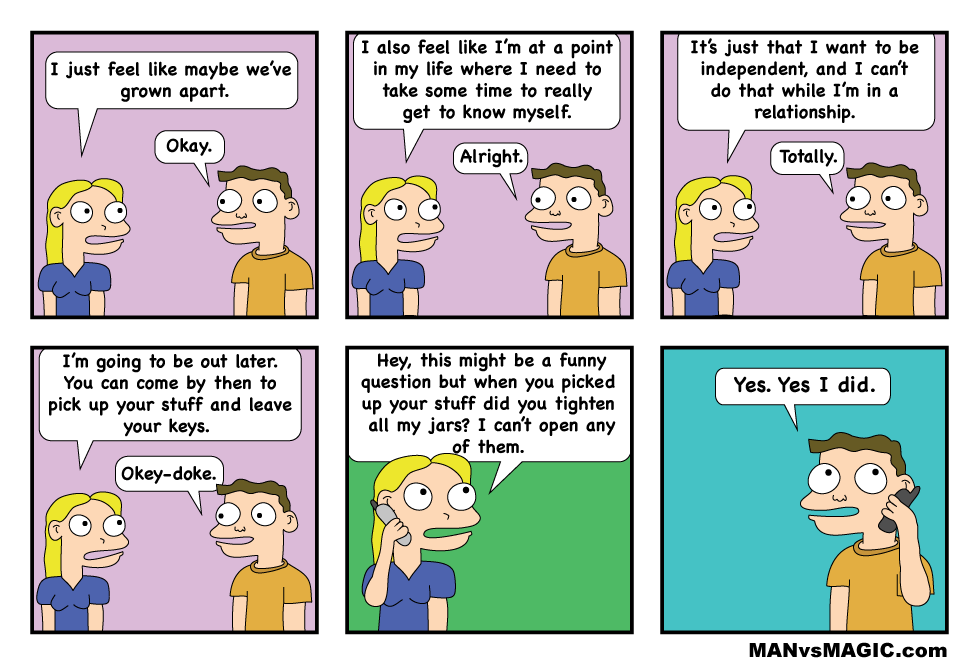 I just feel like maybe we've
grown apart.
Okay.
I also feel like I'm at a point
in my life where I need to
take some time to really
get to know myself.
Alright.
It's just that I want to be
independent, and I can't
do that while I'm in a
relationship.
Totally.
I'm going to be out later.
You can come by then to
pick up your stuff and leave
your keys.
Okey-doke.
Hey, this might be a funny
question but when you picked
up your stuff did you tighten
all my jars? I can't open any
of them.
Yes. Yes I did.
MANvsMAGIC.com